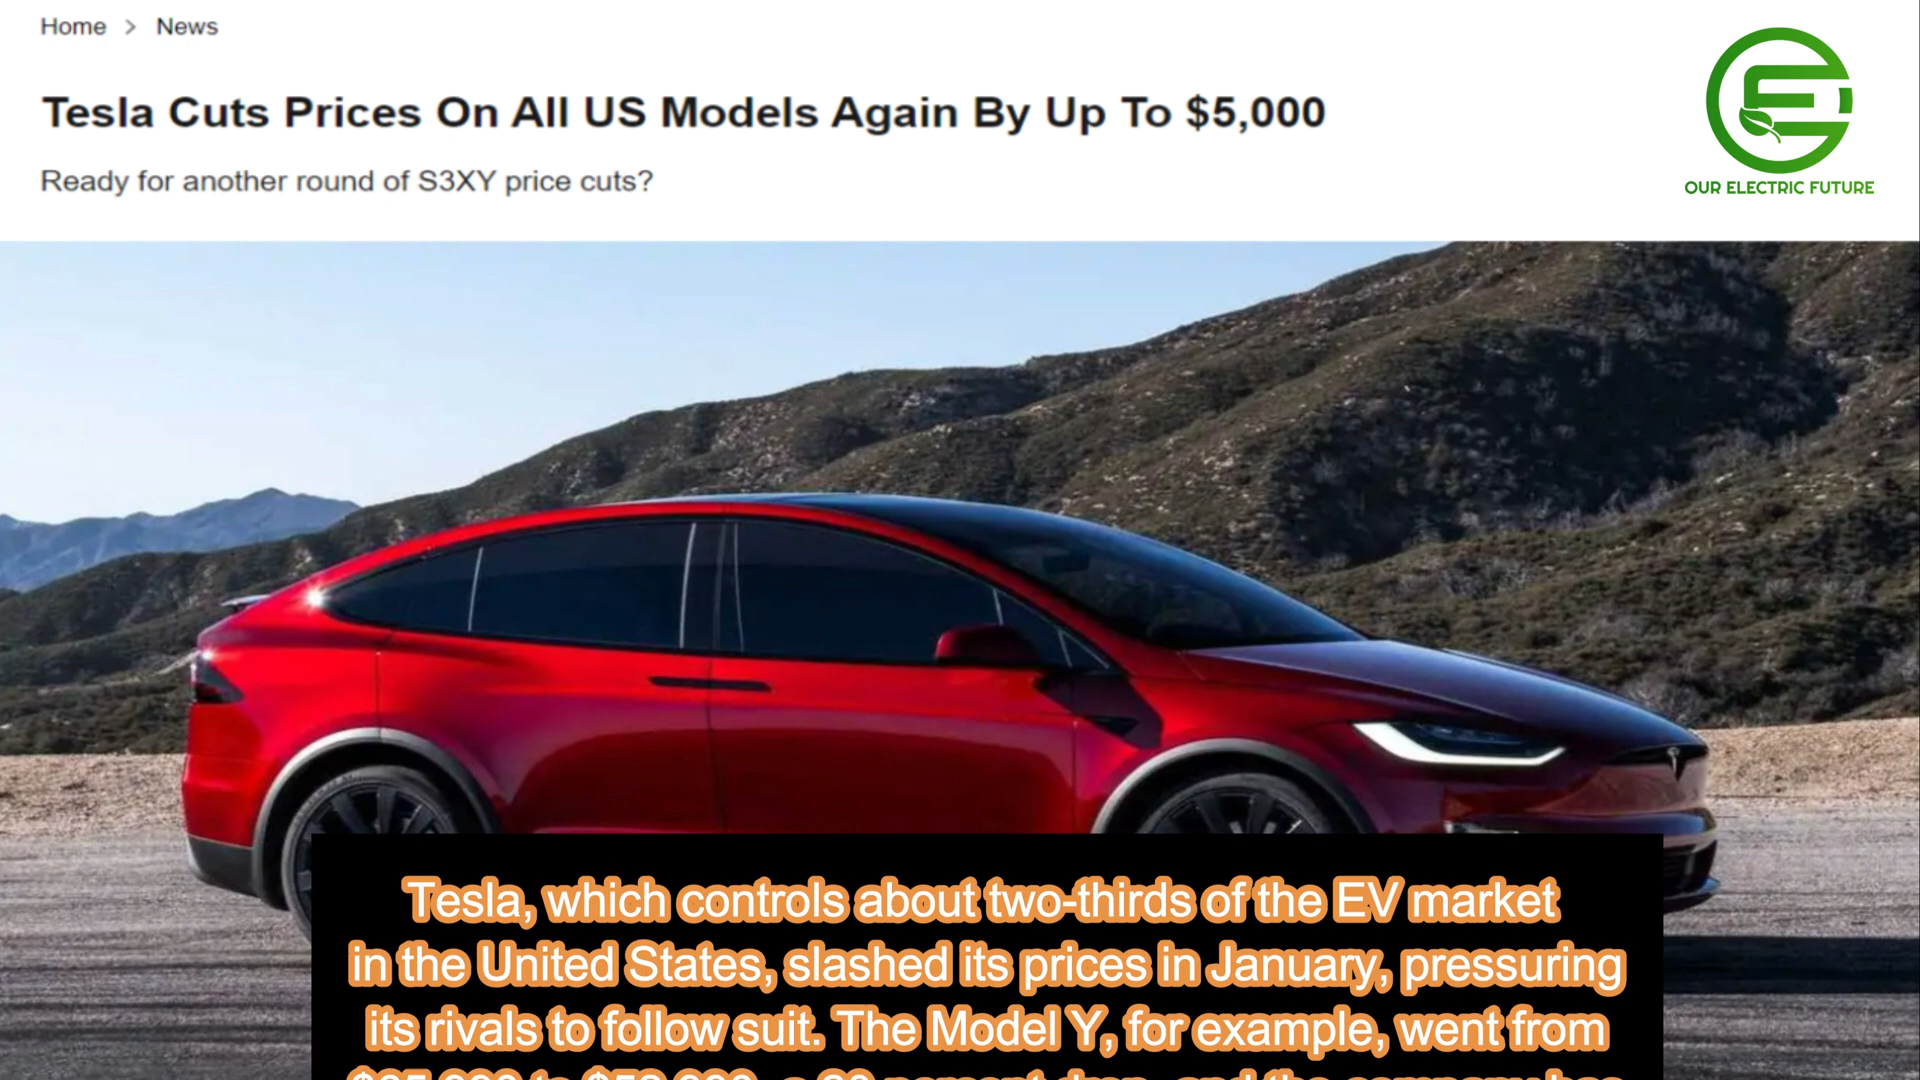 Home > News
Tesla Cuts Prices On All US Models Again By Up To $5,000
Ready for another round of S3XY price cuts?
OUR ELECTRIC FUTURE
Tesla, which controls about two-thirds of the EV market
in the United States, slashed its prices in January, pressuring
its rivals to follow suit. The Model Y, for example, went from